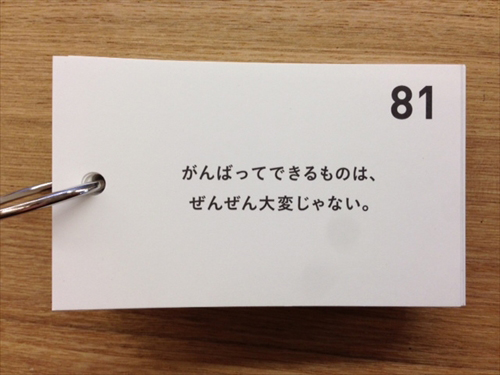 81
がんばってできるものは、
ぜんぜん大変じゃない。